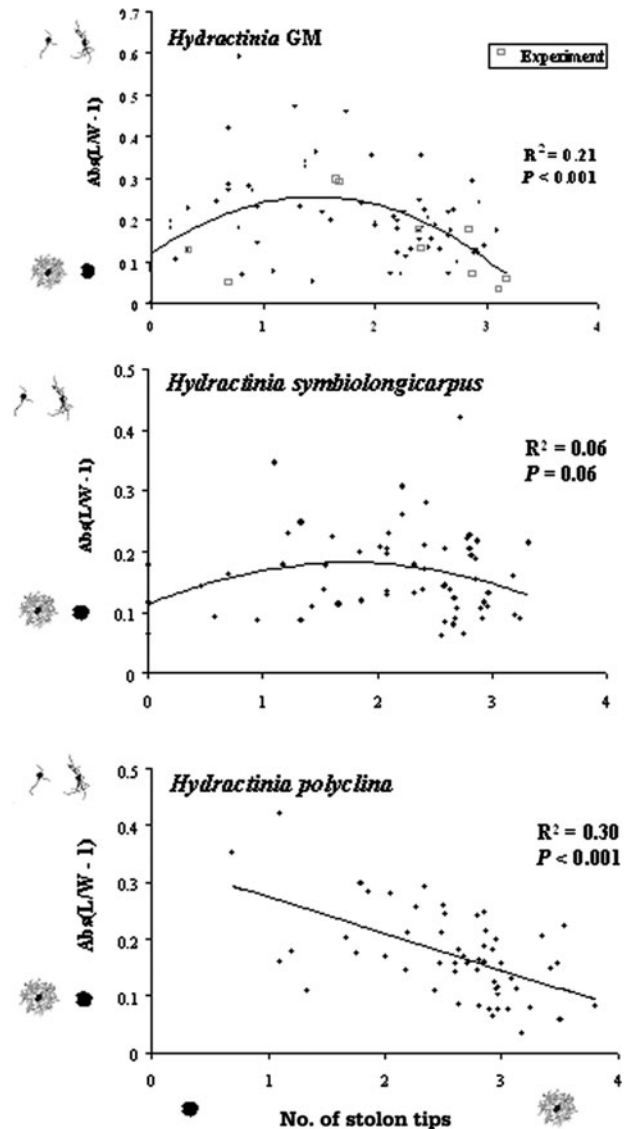 0.7
Hydractinia GM
Experiment
0.6
0.5
Abs(L/W - 1)
R² = 0.21
P < 0.001
0.4
0.3
0.2
0.1
0
0 1 2 3 4
0.5
Hydractinia symbiolongicarpus
0.4
R² = 0.06
P = 0.06
Abs(L/W - 1)
0.3
0.2
0.1
0
0 1 2 3 4
0.5
Hydractinia polyclina
R² = 0.30
P < 0.001
0.4
Abs(L/W - 1)
0.3
0.2
0.1
0
0 1 2 3 4
No. of stolon tips